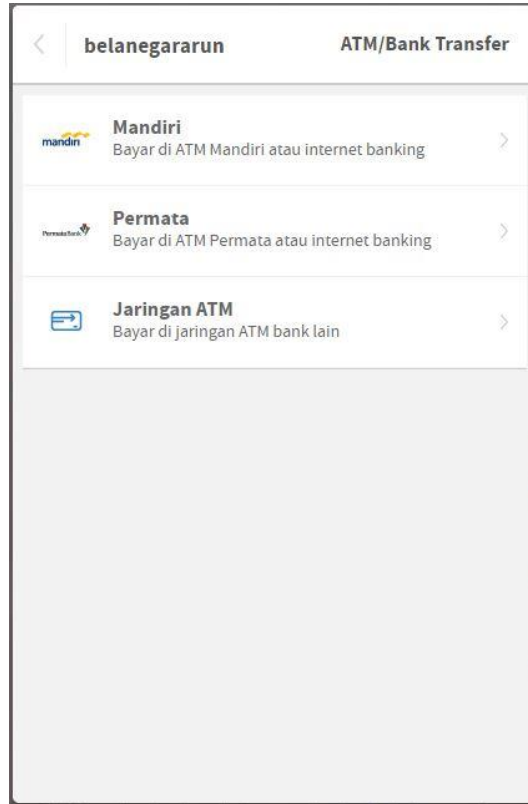 belanegararun ATM/Bank Transfer
mandiri
Mandiri
Bayar di ATM Mandiri atau internet banking
PermataBank
Permata
Bayar di ATM Permata atau internet banking
Jaringan ATM
Bayar di jaringan ATM bank lain